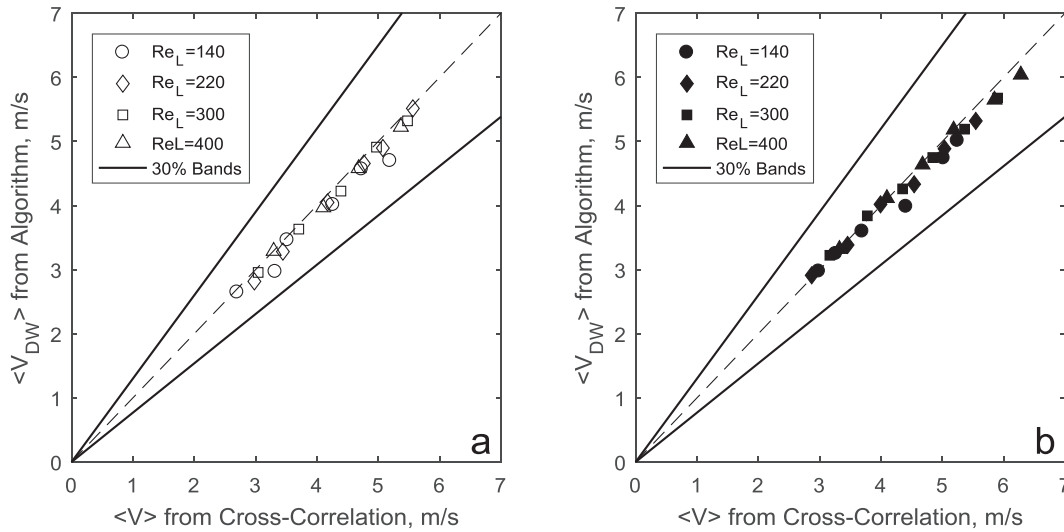 7
6
5
4
3
2
1
0
<V_DW> from Algorithm, m/s
Re_L=140
Re_L=220
Re_L=300
ReL=400
30% Bands
a
0 1 2 3 4 5 6 7
<V> from Cross-Correlation, m/s
7
6
5
4
3
2
1
0
<V_DW> from Algorithm, m/s
Re_L=140
Re_L=220
Re_L=300
ReL=400
30% Bands
b
0 1 2 3 4 5 6 7
<V> from Cross-Correlation, m/s